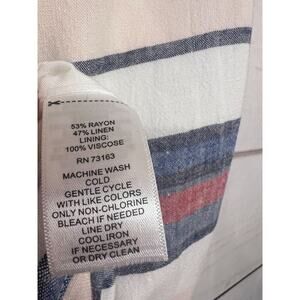 53% RAYON
47% LINEN
LINING:
100% VISCOSE
RN 73163
MACHINE WASH
COLD
GENTLE CYCLE
WITH LIKE COLORS
ONLY NON-CHLORINE
BLEACH IF NEEDED
LINE DRY
COOL IRON
IF NECESSARY
OR DRY CLEAN